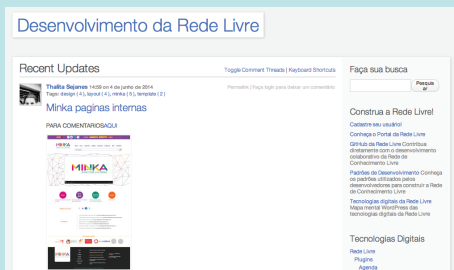 Desenvolvimento da Rede Livre
Recent Updates
Toggle Comment Threads | Keyboard Shortcuts
Thalita Sejanes 14:59 on 4 de junho de 2014
Permalink | Faça login para deixar um comentário
Tags: design ( 4 ), layout ( 4 ), minka ( 5 ), template ( 2 )
Minka paginas internas
PARA COMENTARIOSAQUI
MINKA
MINKA
MINKA
Faça sua busca
Pesquis
ar
Construa a Rede Livre!
Cadastre seu usuário!
Conheça o Portal da Rede Livre
GitHub da Rede Livre Contribua
diretamente com o desenvolvimento
colaborativo da Rede de
Conhecimento Livre
Padrões de Desenvolvimento Conheça
os padrões utilizados pelos
desenvolvedores para construir a Rede
de Conhecimento Livre
Tecnologias digitais da Rede Livre
Mapa mental WordPress das
tecnologias digitais da Rede Livre
Tecnologias Digitais
Rede Livre
Plugins
Agenda